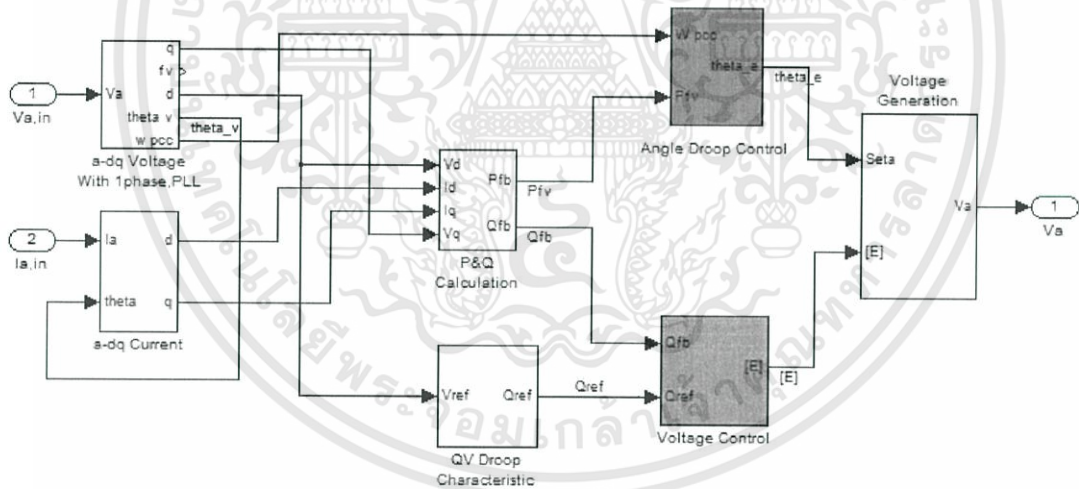 1
Va,in
Va
q
fv
d
theta v
w pcc
theta_v
a-dq Voltage
With 1phase,PLL
2
Ia,in
Ia
theta
d
q
a-dq Current
Vd
Id
Iq
Vq
Pfb
Qfb
Pfv
Qfb
P&Q
Calculation
Vref
Qref
Qref
QV Droop
Characteristic
W pcc
Pfv
theta_e
theta_e
Angle Droop Control
Qfb
Qref
[E]
[E]
Voltage Control
Voltage
Generation
Seta
[E]
Va
1
Va